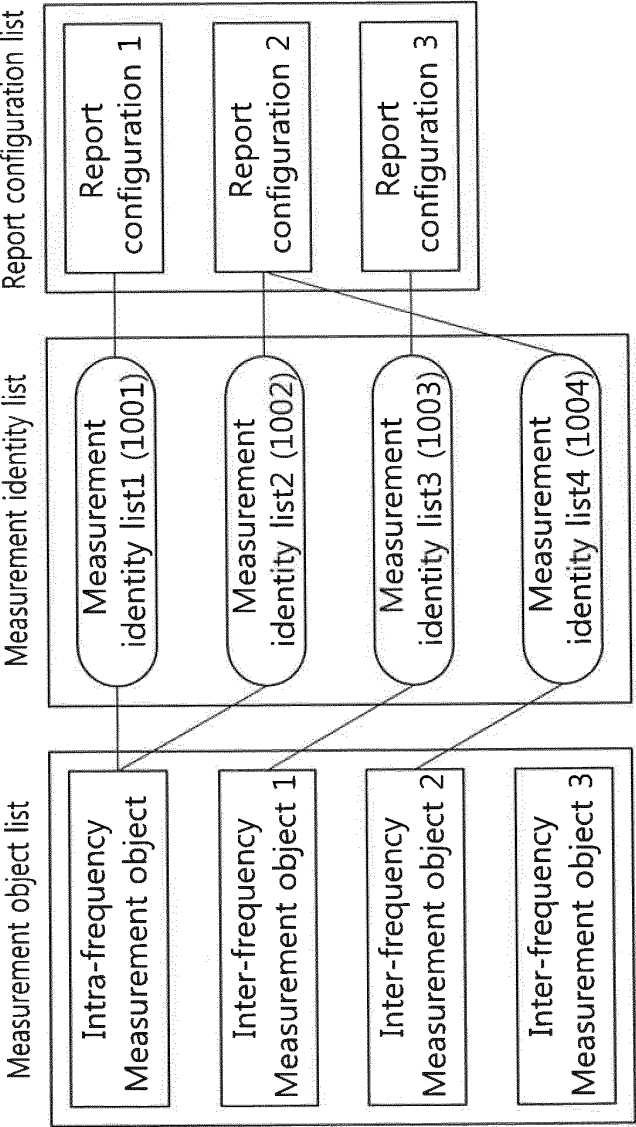 Measurement object list
Intra-frequency
Measurement object
Inter-frequency
Measurement object 1
Inter-frequency
Measurement object 2
Inter-frequency
Measurement object 3
Measurement identity list
Measurement
identity list1 (1001)
Measurement
identity list2 (1002)
Measurement
identity list3 (1003)
Measurement
identity list4 (1004)
Report configuration list
Report
configuration 1
Report
configuration 2
Report
configuration 3